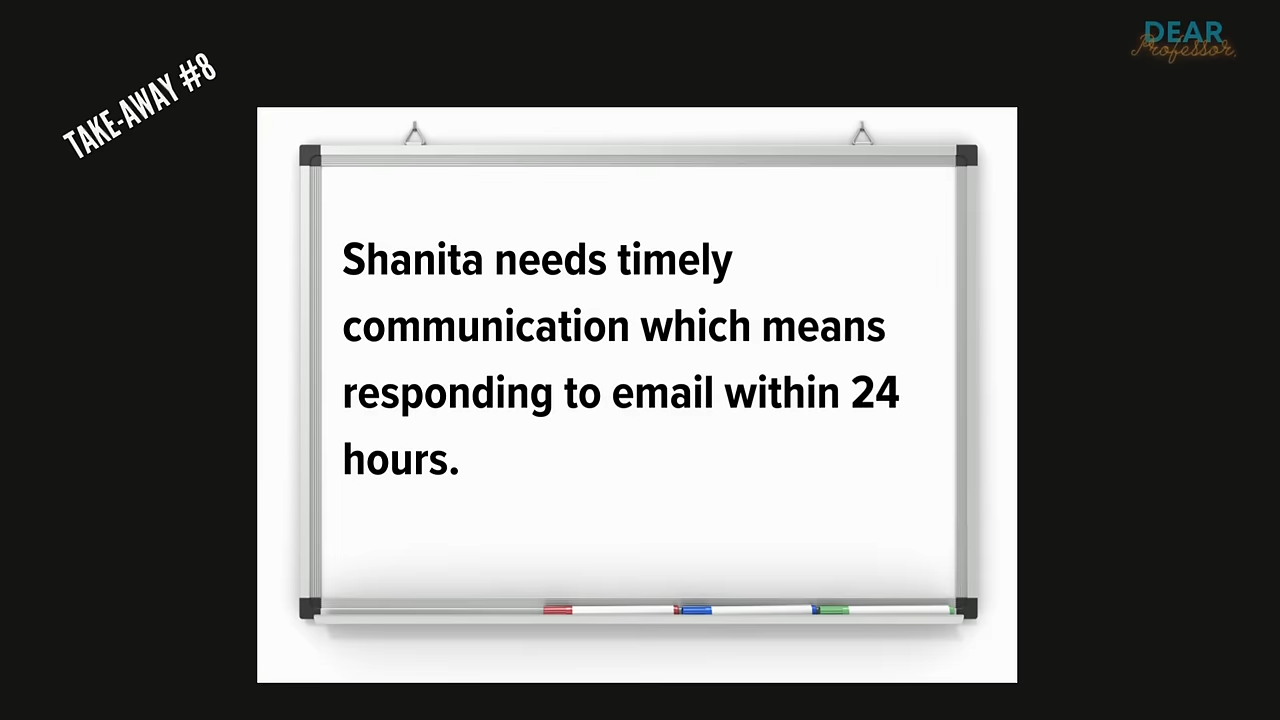 DEAR
Professor.
TAKE-AWAY #8
Shanita needs timely
communication which means
responding to email within 24
hours.